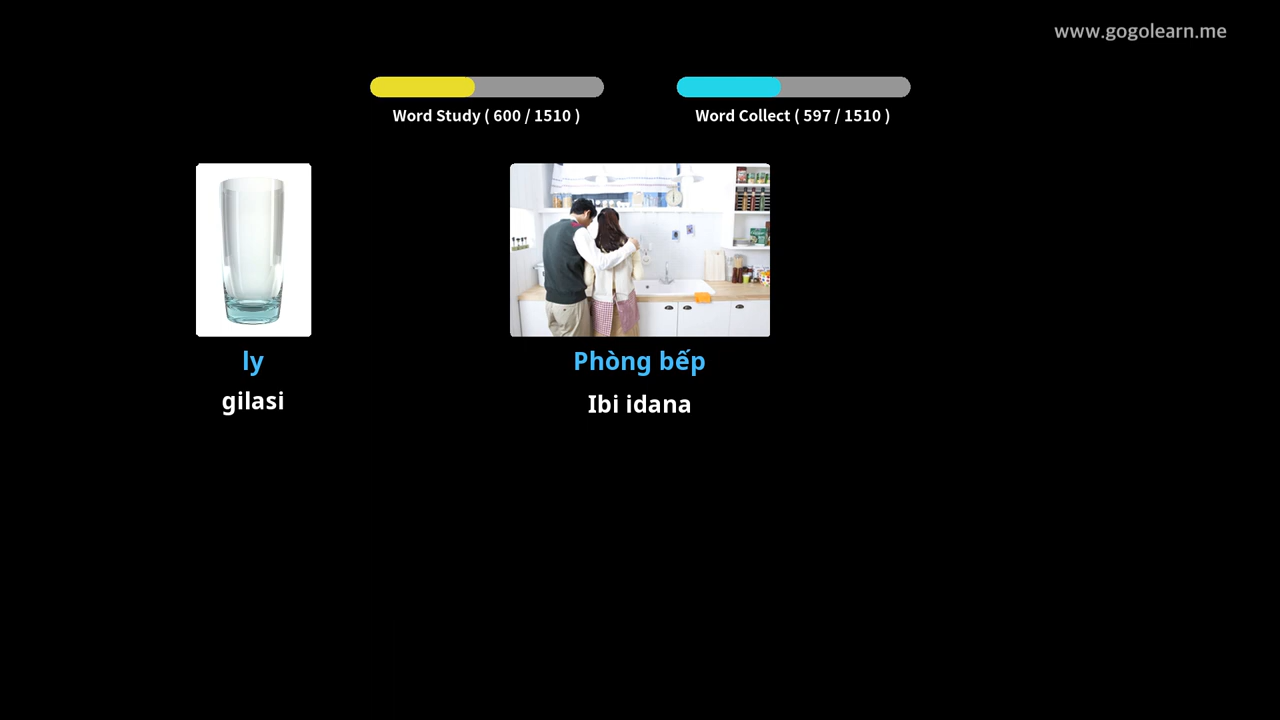 www.gogolearn.me
Word Study ( 600 / 1510 )
Word Collect ( 597 / 1510 )
ly
gilasi
Phòng bếp
Ibi idana